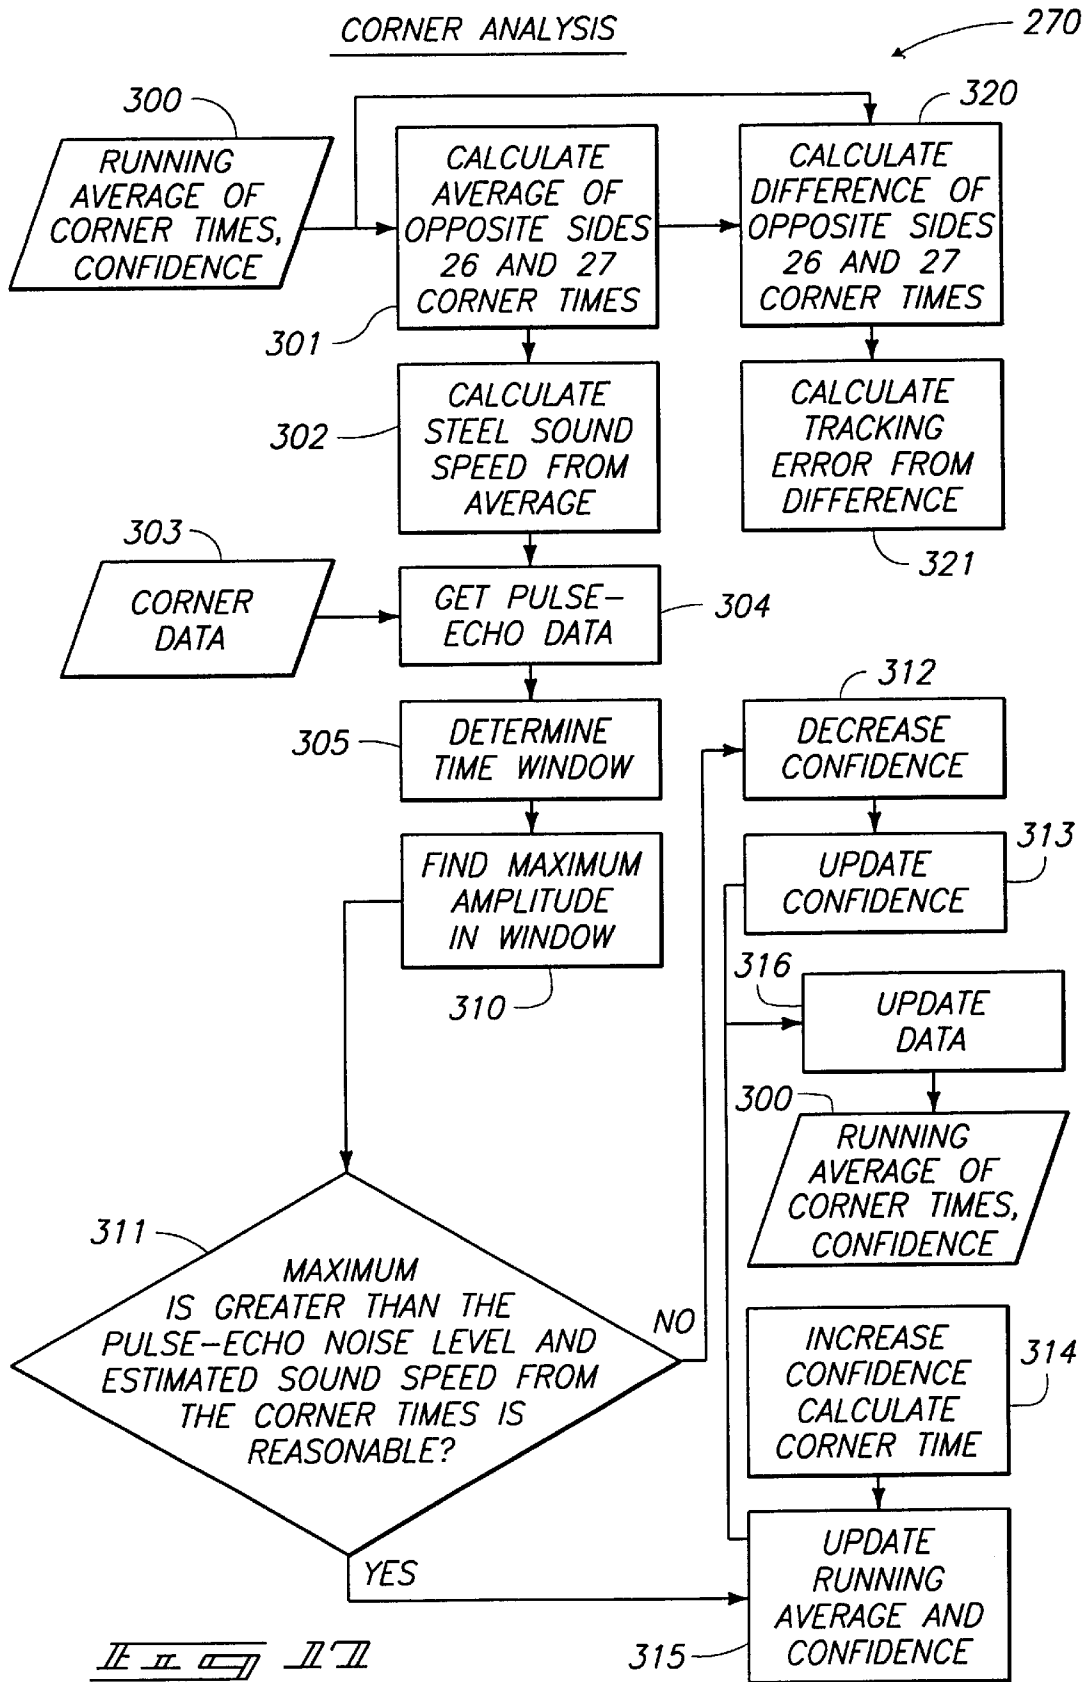 CORNER ANALYSIS
270
300
RUNNING
AVERAGE OF
CORNER TIMES,
CONFIDENCE
CALCULATE
AVERAGE OF
OPPOSITE SIDES
26 AND 27
CORNER TIMES
301
320
CALCULATE
DIFFERENCE OF
OPPOSITE SIDES
26 AND 27
CORNER TIMES
302
CALCULATE
STEEL SOUND
SPEED FROM
AVERAGE
CALCULATE
TRACKING
ERROR FROM
DIFFERENCE
321
303
CORNER
DATA
GET PULSE-
ECHO DATA
304
305
DETERMINE
TIME WINDOW
312
DECREASE
CONFIDENCE
FIND MAXIMUM
AMPLITUDE
IN WINDOW
310
313
UPDATE
CONFIDENCE
316
UPDATE
DATA
300
RUNNING
AVERAGE OF
CORNER TIMES,
CONFIDENCE
311
MAXIMUM
IS GREATER THAN THE
PULSE-ECHO NOISE LEVEL AND
ESTIMATED SOUND SPEED FROM
THE CORNER TIMES IS
REASONABLE?
NO
YES
INCREASE
CONFIDENCE
CALCULATE
CORNER TIME
314
UPDATE
RUNNING
AVERAGE AND
CONFIDENCE
315
FIG 17